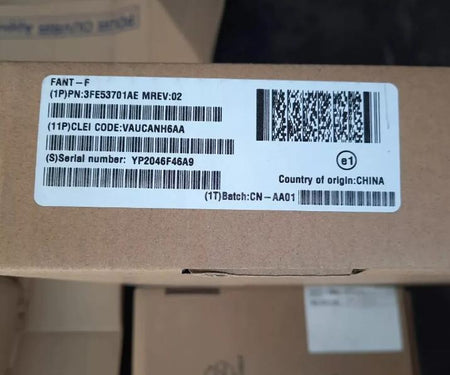 FANT-F
(1P)PN:3FE53701AE MREV:02
(11P)CLEI CODE:VAUCANH6AA
(S)Serial number: YP2046F46A9
e1
Country of origin:CHINA
(1T)Batch:CN-AA01